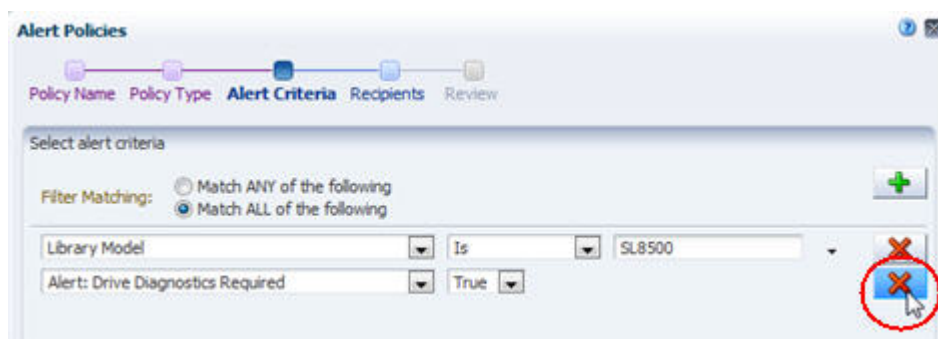 Alert Policies
Policy Name Policy Type Alert Criteria Recipients Review
Select alert criteria
Filter Matching:
Match ANY of the following
Match ALL of the following
Library Model Is SL8500
Alert: Drive Diagnostics Required True